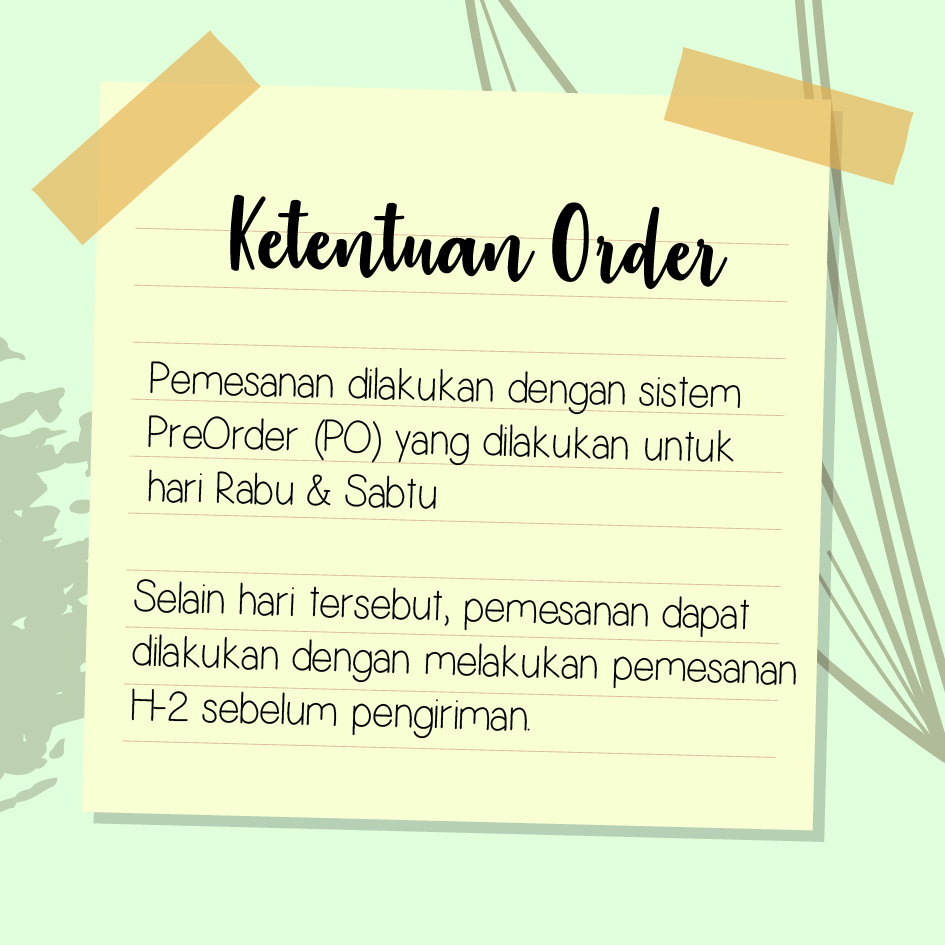 Ketentuan Order
Pemesanan dilakukan dengan sistem
PreOrder (PO) yang dilakukan untuk
hari Rabu & Sabtu
Selain hari tersebut, pemesanan dapat
dilakukan dengan melakukan pemesanan
H-2 sebelum pengiriman.